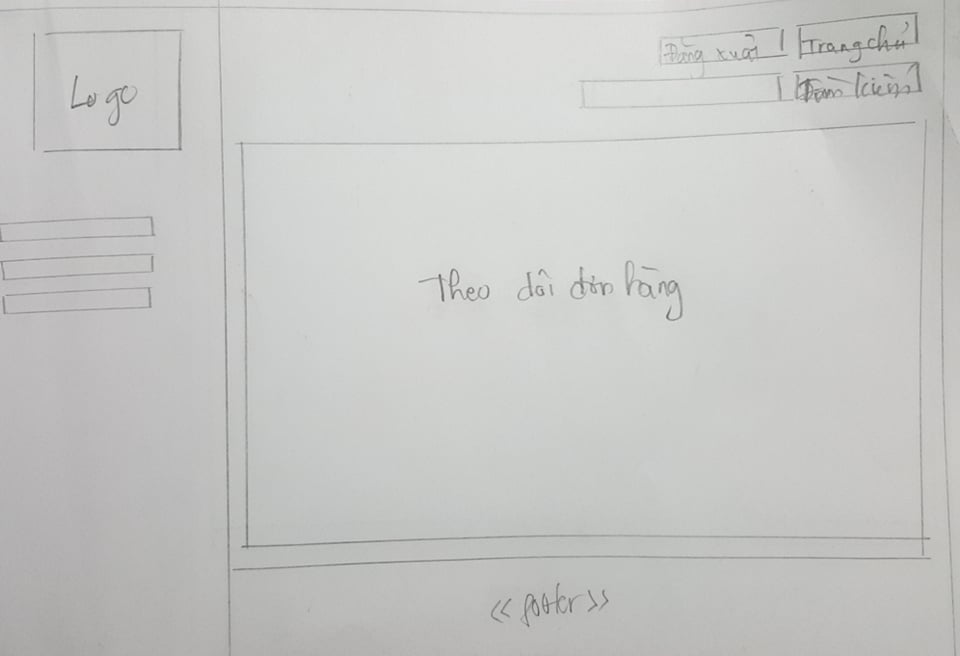 Logo
Đăng xuất
Trang chủ
Tìm kiếm
Theo dõi đơn hàng
<< footer >>